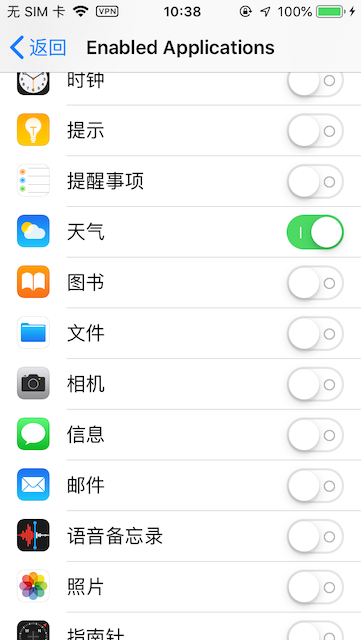 无 SIM 卡 VPN 10:38 100%
返回 Enabled Applications
时钟
提示
提醒事项
天气
图书
文件
相机
信息
邮件
语音备忘录
照片
指南针